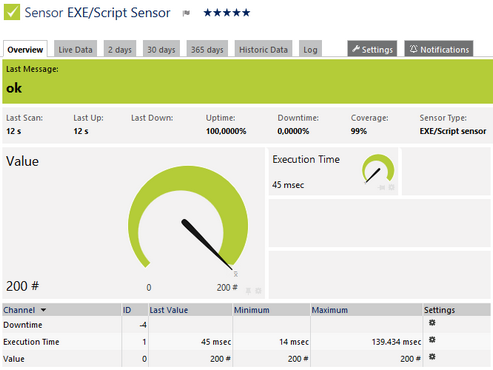 Sensor EXE/Script Sensor
Overview Live Data 2 days 30 days 365 days Historic Data Log Settings Notifications
Last Message:
ok
Last Scan: Last Up: Last Down: Uptime: Downtime: Coverage: Sensor Type:
12 s 12 s 100,0000% 0,0000% 99% EXE/Script sensor
Value
Execution Time
45 msec
200 # 0 200 #
Channel ID Last Value Minimum Maximum Settings
Downtime -4
Execution Time 1 45 msec 14 msec 139.434 msec
Value 0 200 # 200 # 200 #